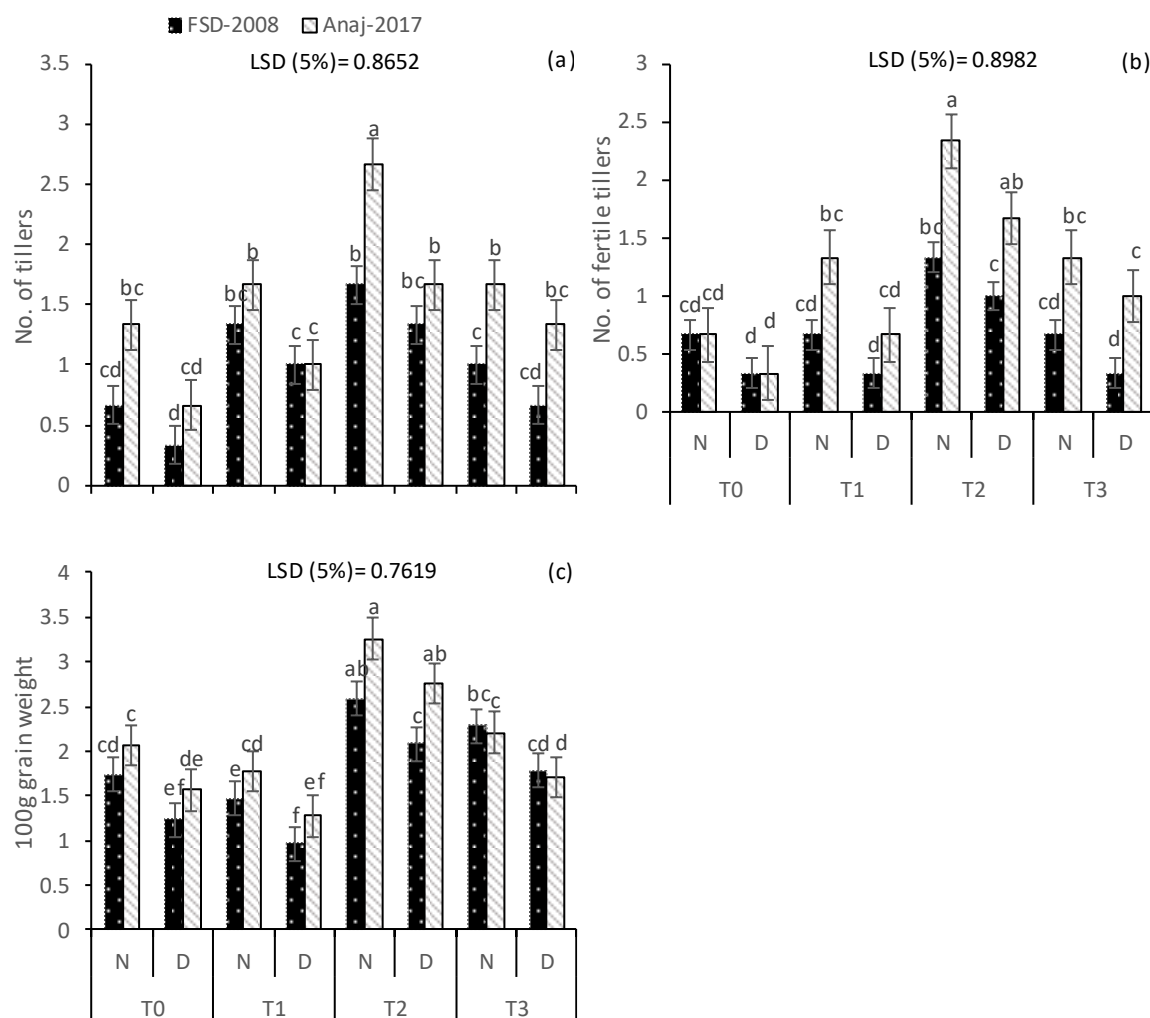 FSD-2008 Anaj-2017
LSD (5%)= 0.8652
(a)
No. of tillers
3.5
3
2.5
2
1.5
1
0.5
0
cd
bc
d
cd
bc
b
c
c
b
a
bc
b
c
b
cd
bc
LSD (5%)= 0.8982
(b)
No. of fertile tillers
3
2.5
2
1.5
1
0.5
0
cd
cd
d
d
cd
bc
d
cd
bc
a
c
ab
cd
bc
d
c
N D N D N D N D
T0 T1 T2 T3
LSD (5%)= 0.7619
(c)
100g grain weight
4
3.5
3
2.5
2
1.5
1
0.5
0
cd
c
ef
de
e
cd
f
ef
ab
a
c
ab
bc
c
cd
d
N D N D N D N D
T0 T1 T2 T3